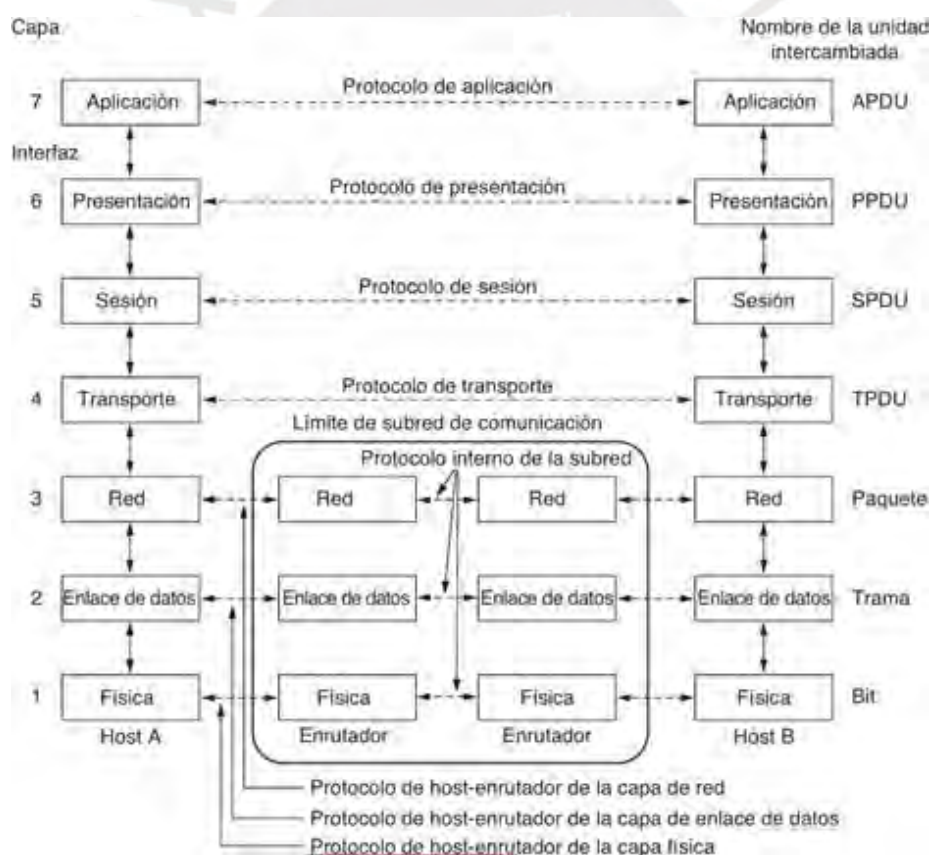 Capa
Nombre de la unidad
intercambiada
7 Aplicación Protocolo de aplicación Aplicación APDU
Interfaz
6 Presentación Protocolo de presentación Presentación PPDU
5 Sesión Protocolo de sesión Sesión SPDU
4 Transporte Protocolo de transporte Transporte TPDU
Límite de subred de comunicación
Protocolo interno de la subred
3 Red Red Red Red Paquete
2 Enlace de datos Enlace de datos Enlace de datos Enlace de datos Trama
1 Física Física Física Física Bit
Host A Enrutador Enrutador Host B
Protocolo de host-enrutador de la capa de red
Protocolo de host-enrutador de la capa de enlace de datos
Protocolo de host-enrutador de la capa física